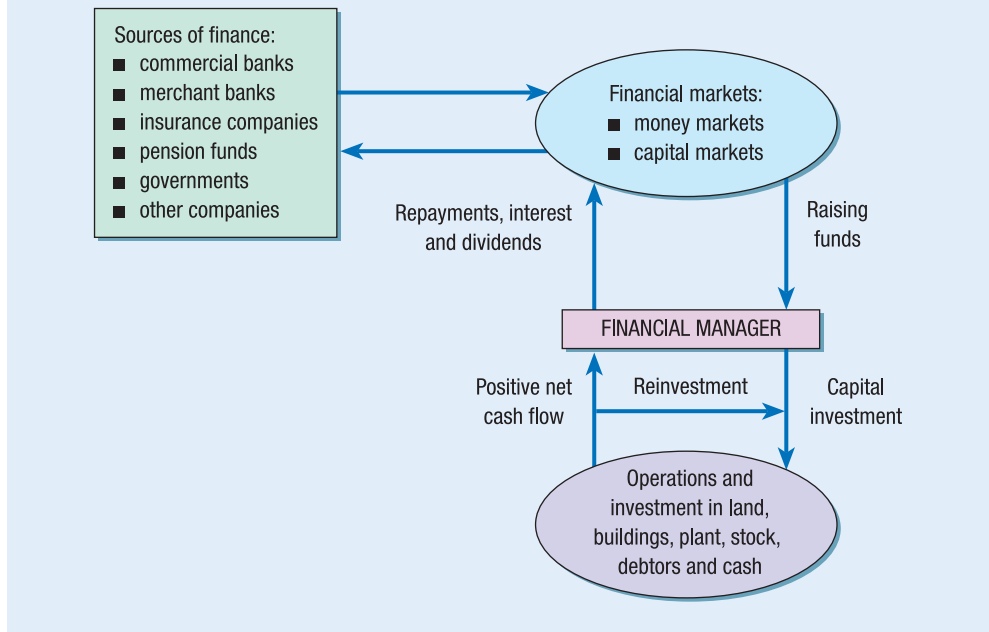 Sources of finance:
■ commercial banks
■ merchant banks
■ insurance companies
■ pension funds
■ governments
■ other companies
Financial markets:
■ money markets
■ capital markets
Repayments, interest
and dividends
Raising
funds
FINANCIAL MANAGER
Positive net
cash flow
Reinvestment
Capital
investment
Operations and
investment in land,
buildings, plant, stock,
debtors and cash